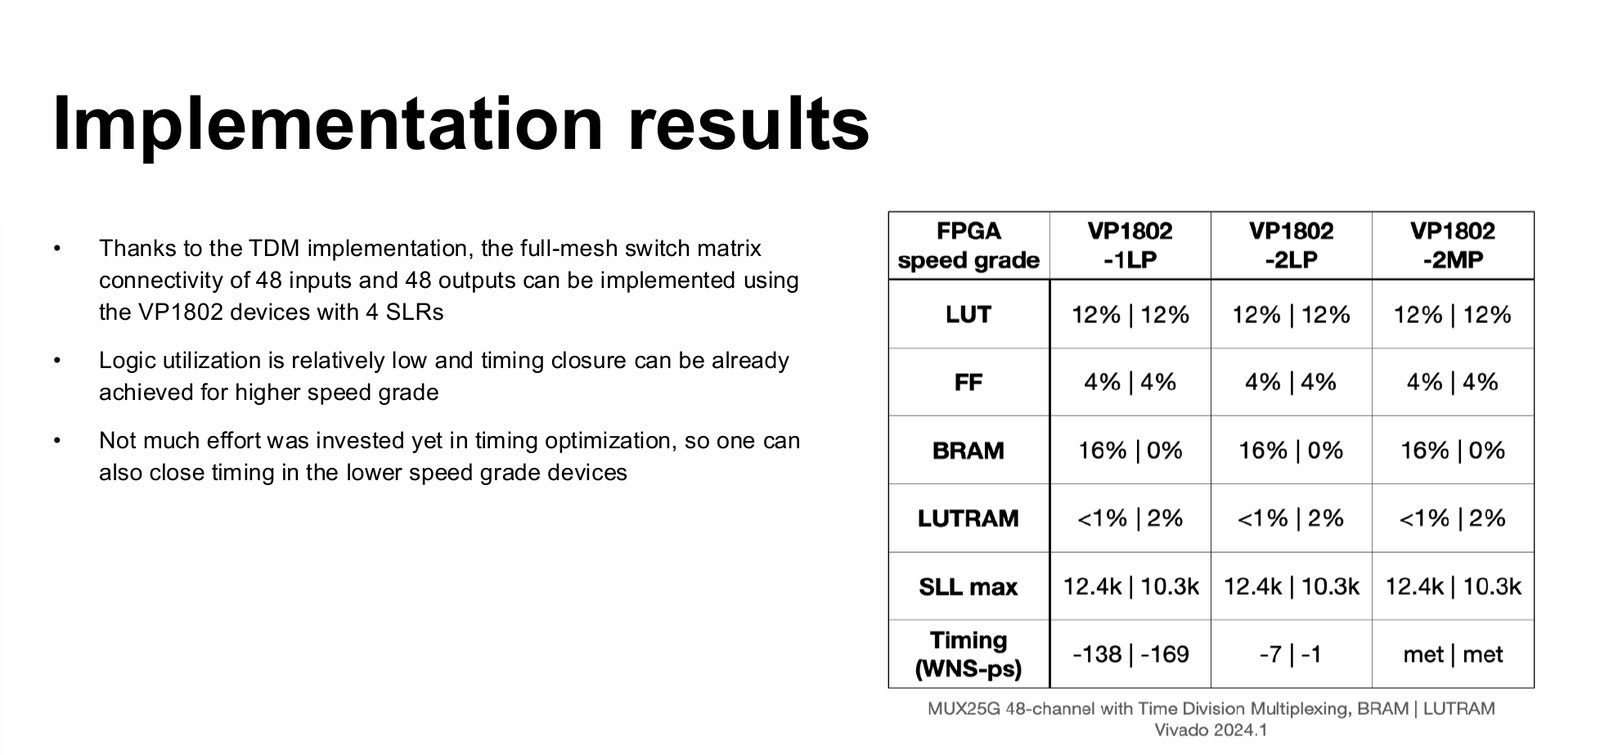 Implementation results
• Thanks to the TDM implementation, the full-mesh switch matrix
connectivity of 48 inputs and 48 outputs can be implemented using
the VP1802 devices with 4 SLRs
• Logic utilization is relatively low and timing closure can be already
achieved for higher speed grade
• Not much effort was invested yet in timing optimization, so one can
also close timing in the lower speed grade devices
FPGA speed grade VP1802 -1LP VP1802 -2LP VP1802 -2MP
LUT 12% | 12% 12% | 12% 12% | 12%
FF 4% | 4% 4% | 4% 4% | 4%
BRAM 16% | 0% 16% | 0% 16% | 0%
LUTRAM <1% | 2% <1% | 2% <1% | 2%
SLL max 12.4k | 10.3k 12.4k | 10.3k 12.4k | 10.3k
Timing (WNS-ps) -138 | -169 -7 | -1 met | met
MUX25G 48-channel with Time Division Multiplexing, BRAM | LUTRAM
Vivado 2024.1